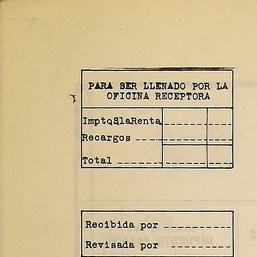 PARA SER LLENADO POR LA
OFICINA RECEPTORA
ImptoSlaRenta
Recargos
Total
Recibida por
Revisada por